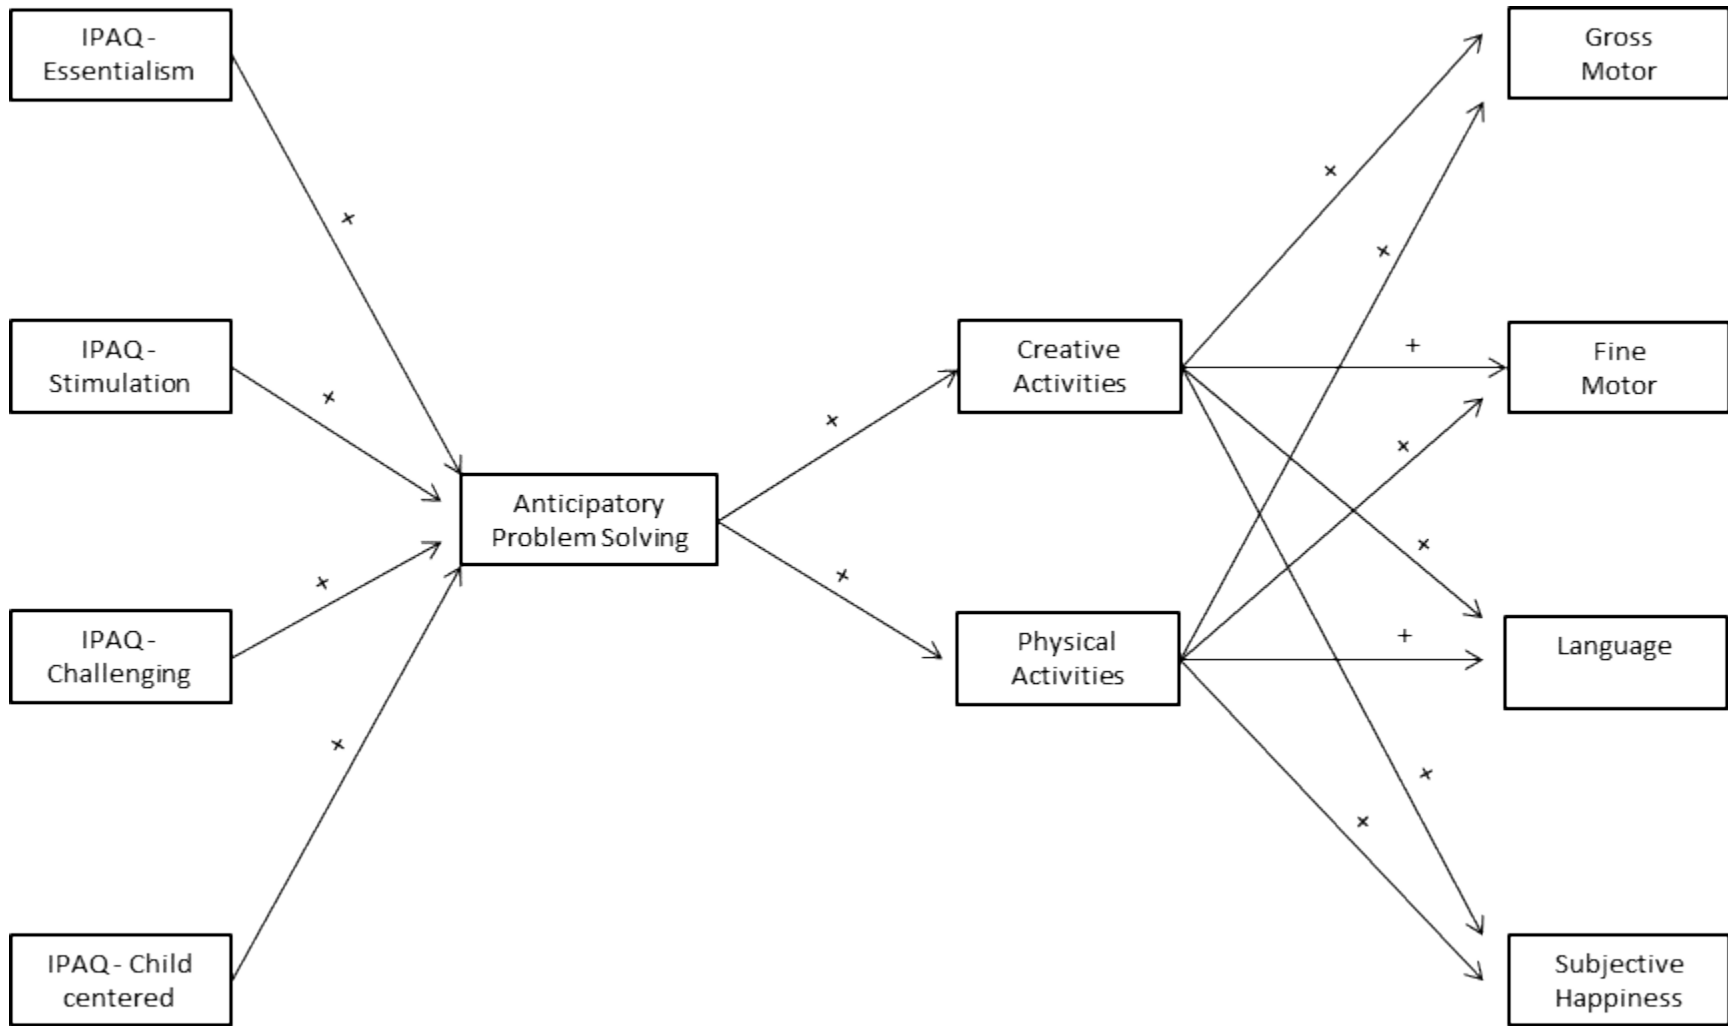 IPAQ -
Essentialism
IPAQ -
Stimulation
IPAQ -
Challenging
IPAQ - Child
centered
+
+
+
+
Anticipatory
Problem Solving
+
+
Creative
Activities
Physical
Activities
+
+
+
+
+
+
+
+
Gross
Motor
Fine
Motor
Language
Subjective
Happiness